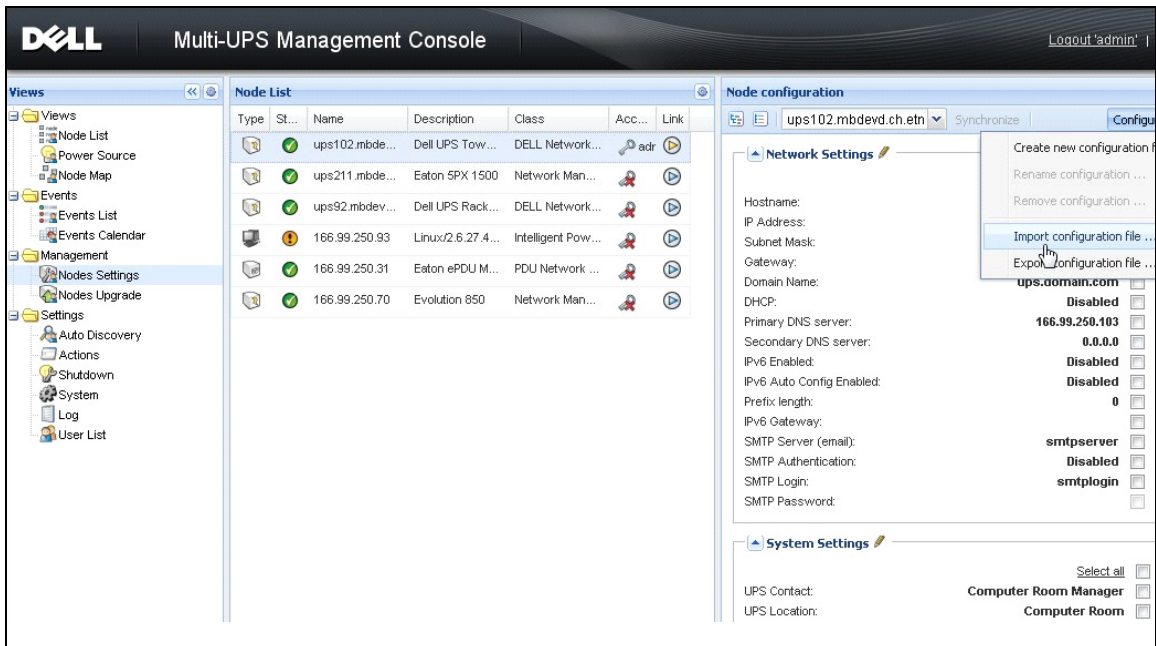 DELL Multi-UPS Management Console Logout 'admin' |
Views
Views
Node List
Power Source
Node Map
Events
Events List
Events Calendar
Management
Nodes Settings
Nodes Upgrade
Settings
Auto Discovery
Actions
Shutdown
System
Log
User List
Node List
Type St... Name Description Class Acc... Link
ups102.mbde... Dell UPS Tow... DELL Network... adr
ups211.mbde... Eaton 5PX 1500 Network Man...
ups92.mbdev... Dell UPS Rack... DELL Network...
166.99.250.93 Linux/2.6.27.4... Intelligent Pow...
166.99.250.31 Eaton ePDU M... PDU Network ...
166.99.250.70 Evolution 850 Network Man...
Node configuration
ups102.mbdevd.ch.etn Synchronize Configu
Create new configuration f
Rename configuration ...
Remove configuration ...
Import configuration file ...
Export configuration file ...
Network Settings
Hostname:
IP Address:
Subnet Mask:
Gateway:
Domain Name: ups.domain.com
DHCP: Disabled
Primary DNS server: 166.99.250.103
Secondary DNS server: 0.0.0.0
IPv6 Enabled: Disabled
IPv6 Auto Config Enabled: Disabled
Prefix length: 0
IPv6 Gateway:
SMTP Server (email): smtpserver
SMTP Authentication: Disabled
SMTP Login: smtplogin
SMTP Password:
System Settings
Select all
UPS Contact: Computer Room Manager
UPS Location: Computer Room